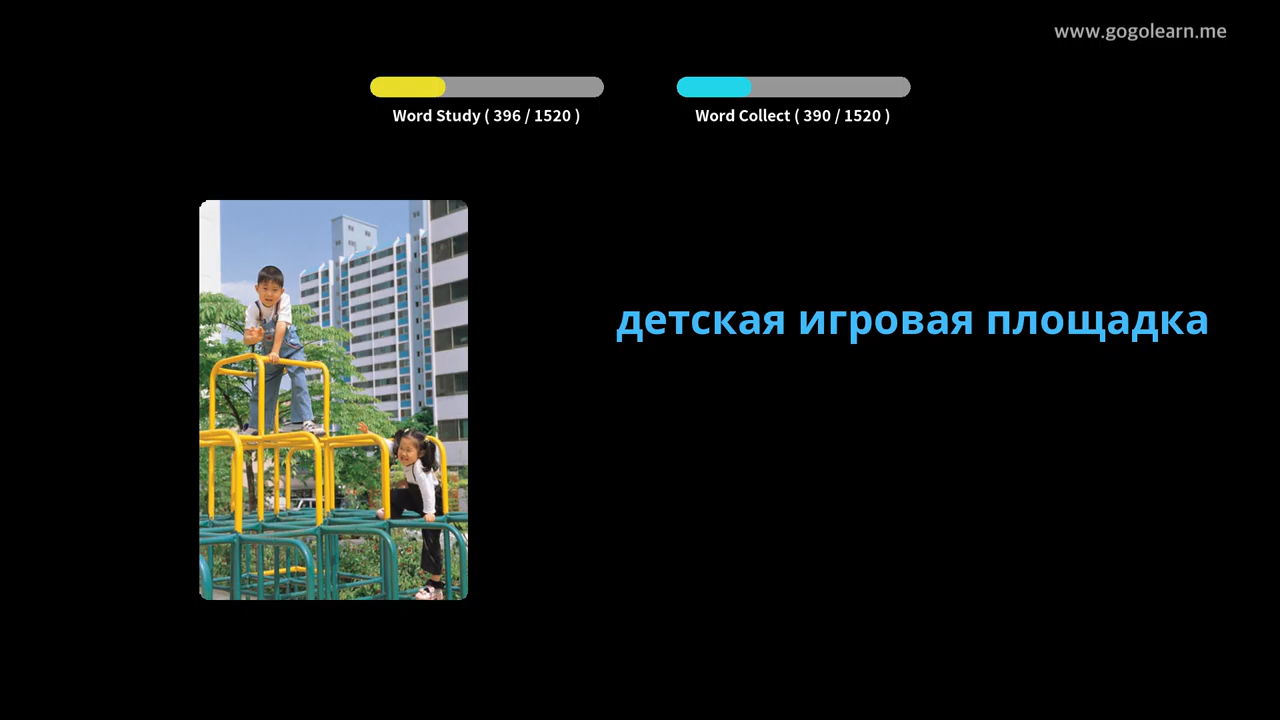 www.gogolearn.me
Word Study ( 396 / 1520 )
Word Collect ( 390 / 1520 )
детская игровая площадка